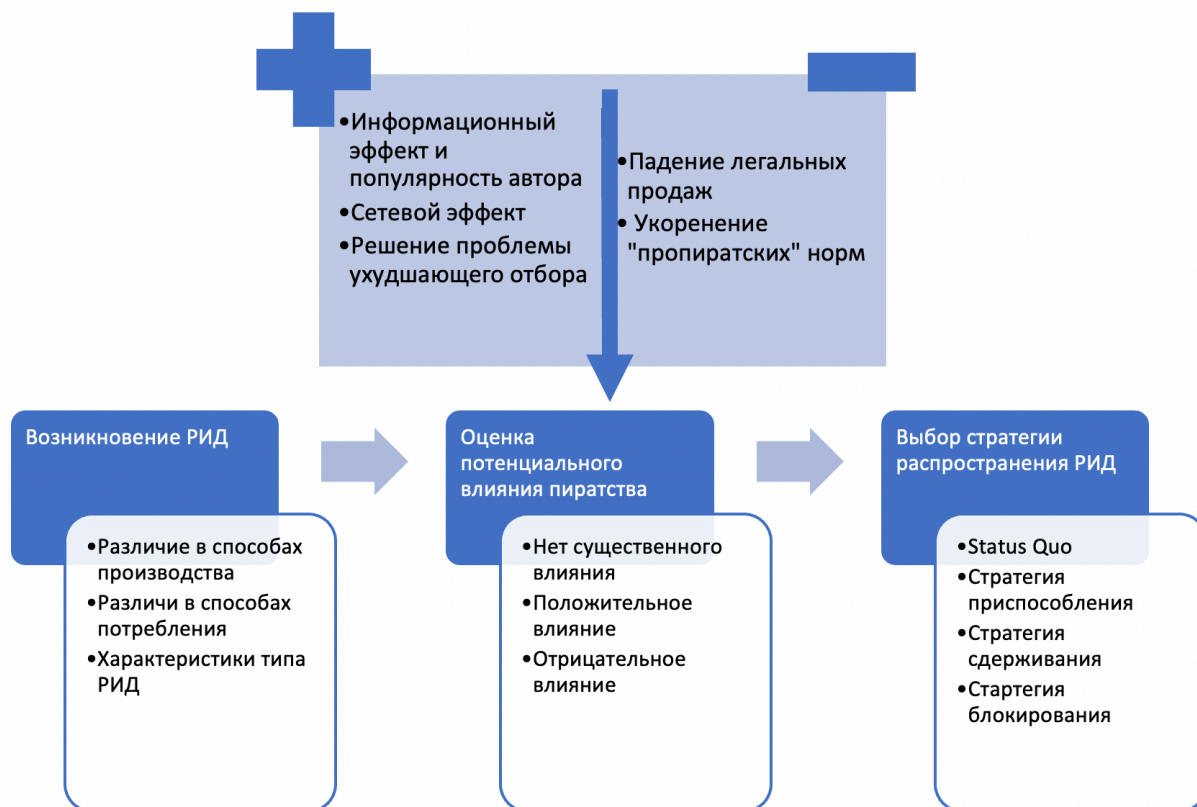 •Информационный
эффект и
популярность автора
•Сетевой эффект
•Решение проблемы
ухудшающего отбора
•Падение легальных
продаж
• Укоренение
"пропиратских" норм
Возникновение РИД
•Различие в способах
производства
•Различи в способах
потребления
•Характеристики типа
РИД
Оценка
потенциального
влияния пиратства
•Нет существенного
влияния
•Положительное
влияние
•Отрицательное
влияние
Выбор стратегии
распространения РИД
•Status Quo
•Стратегия
приспособления
•Стратегия
сдерживания
•Стартегия
блокирования